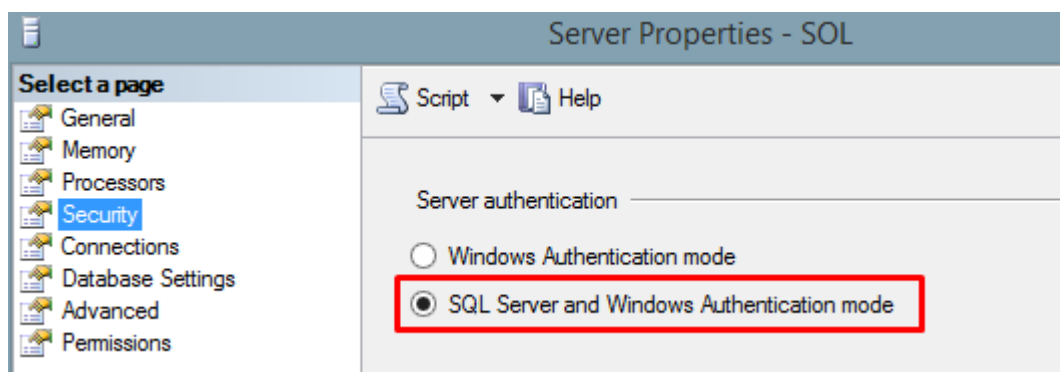 Server Properties - SOL
Select a page
General
Memory
Processors
Security
Connections
Database Settings
Advanced
Permissions
Script Help
Server authentication
Windows Authentication mode
SQL Server and Windows Authentication mode